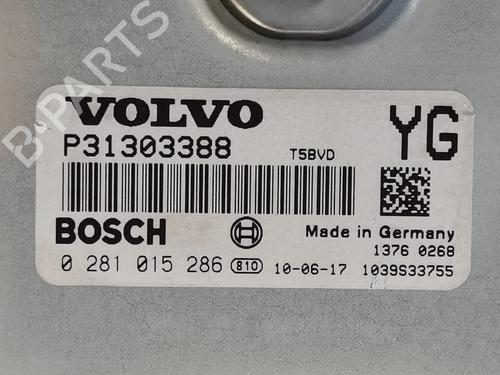 B-PARTS
VOLVO
YG
P31303388 T5BVD
BOSCH
Made in Germany
1376 0268
0 281 015 286 810 10-06-17 1039S33755